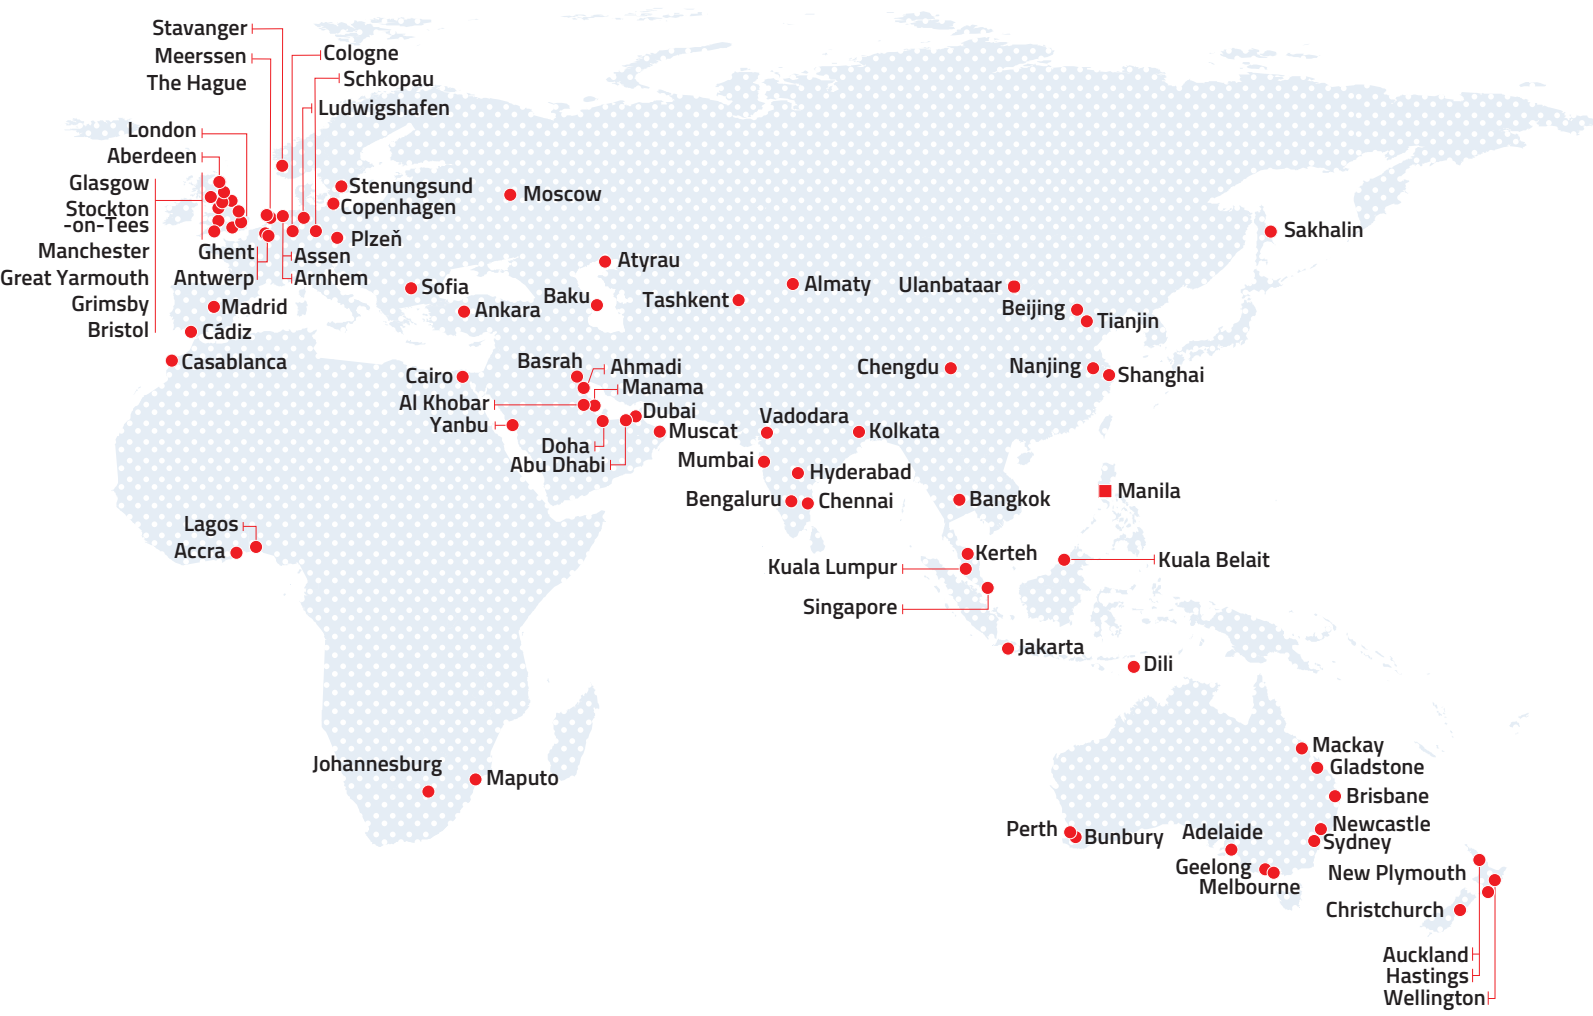 Stavanger
Meerssen
The Hague
Cologne
Schkopau
Ludwigshafen
London
Aberdeen
Glasgow
Stockton
-on-Tees
Manchester
Great Yarmouth
Grimsby
Bristol
Ghent
Antwerp
Assen
Arnhem
Stenungsund
Copenhagen
Plzeň
Moscow
Madrid
Cádiz
Casablanca
Sofia
Ankara
Baku
Atyrau
Tashkent
Almaty
Ulanbataar
Beijing
Tianjin
Sakhalin
Chengdu
Nanjing
Shanghai
Cairo
Basrah
Ahmadi
Manama
Al Khobar
Yanbu
Dubai
Muscat
Doha
Abu Dhabi
Vadodara
Kolkata
Mumbai
Hyderabad
Bengaluru
Chennai
Bangkok
Manila
Lagos
Accra
Kerteh
Kuala Lumpur
Kuala Belait
Singapore
Jakarta
Dili
Johannesburg
Maputo
Mackay
Gladstone
Brisbane
Newcastle
Sydney
Perth
Bunbury
Adelaide
Geelong
Melbourne
New Plymouth
Christchurch
Auckland
Hastings
Wellington